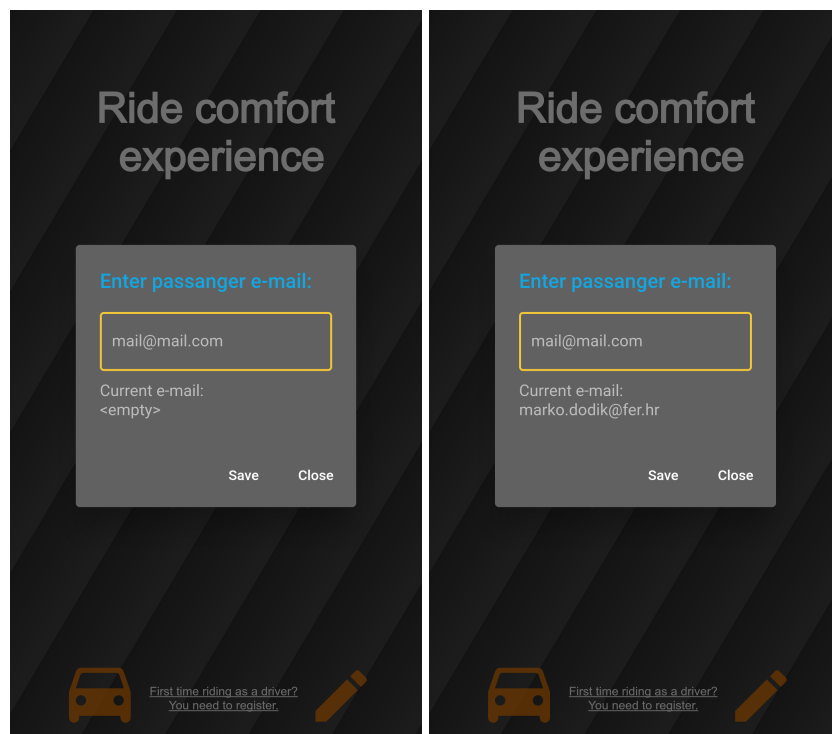 Ride comfort
experience
Enter passanger e-mail:
mail@mail.com
Current e-mail:
<empty>
Save Close
First time riding as a driver?
You need to register.
Ride comfort
experience
Enter passanger e-mail:
mail@mail.com
Current e-mail:
marko.dodik@fer.hr
Save Close
First time riding as a driver?
You need to register.